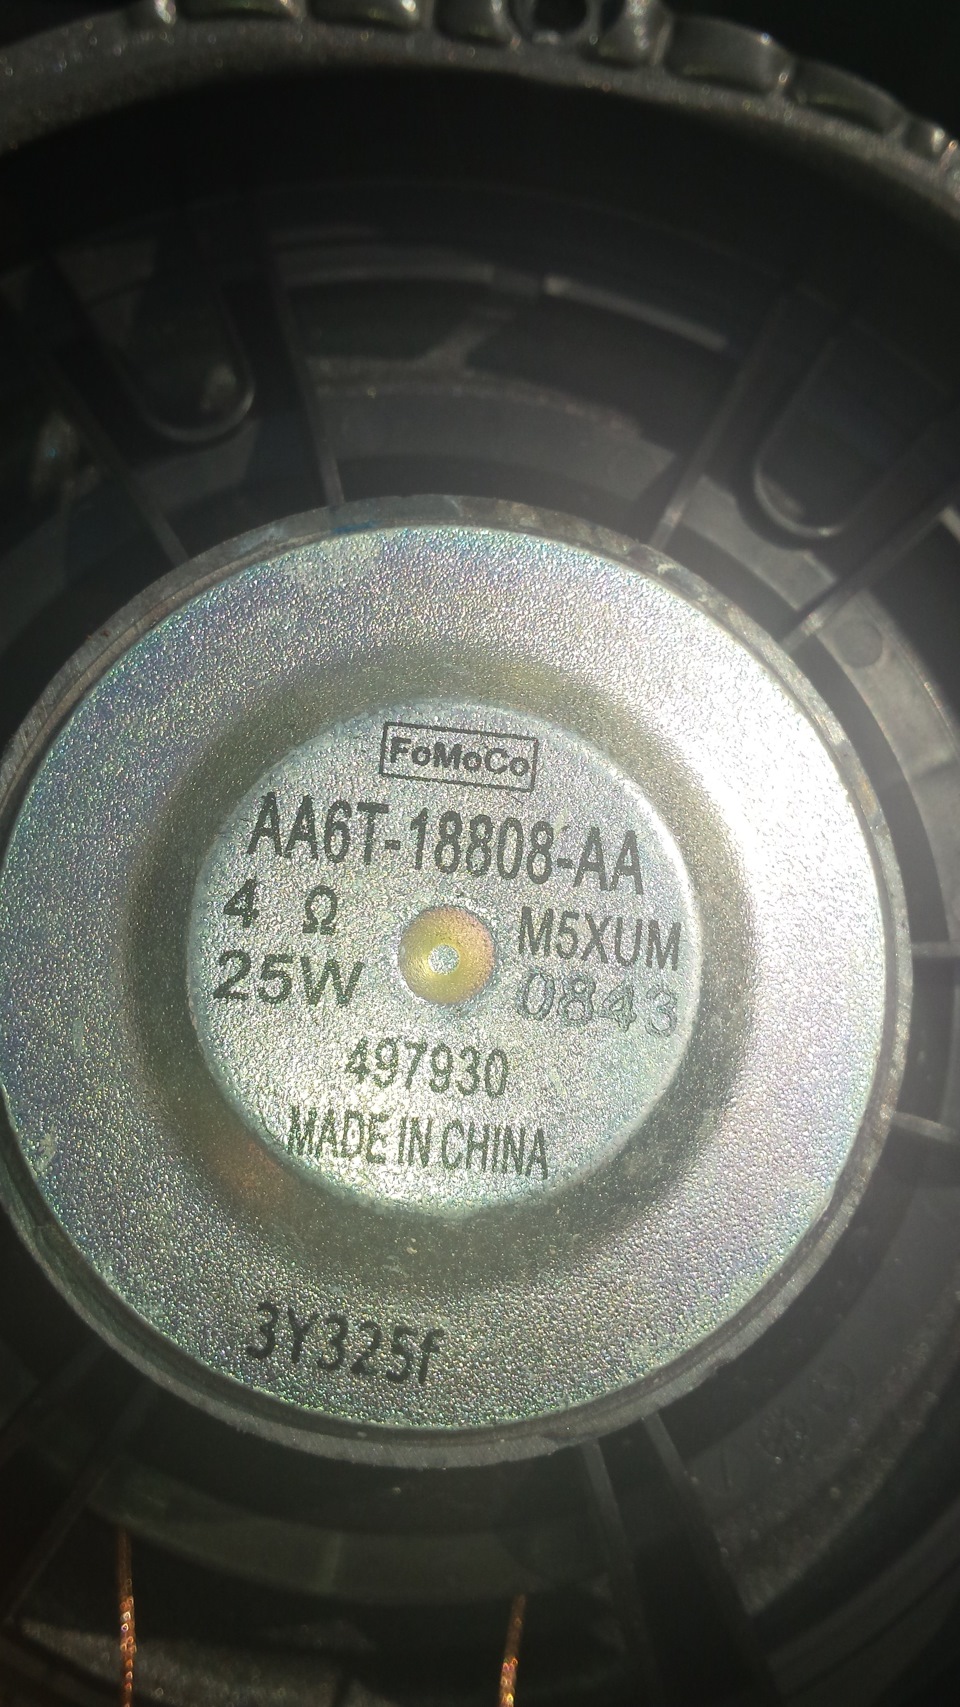 FoMoCo
AA6T-18808-AA
4 Ω
M5XUM
25W
0843
497930
MADE IN CHINA
3Y325f